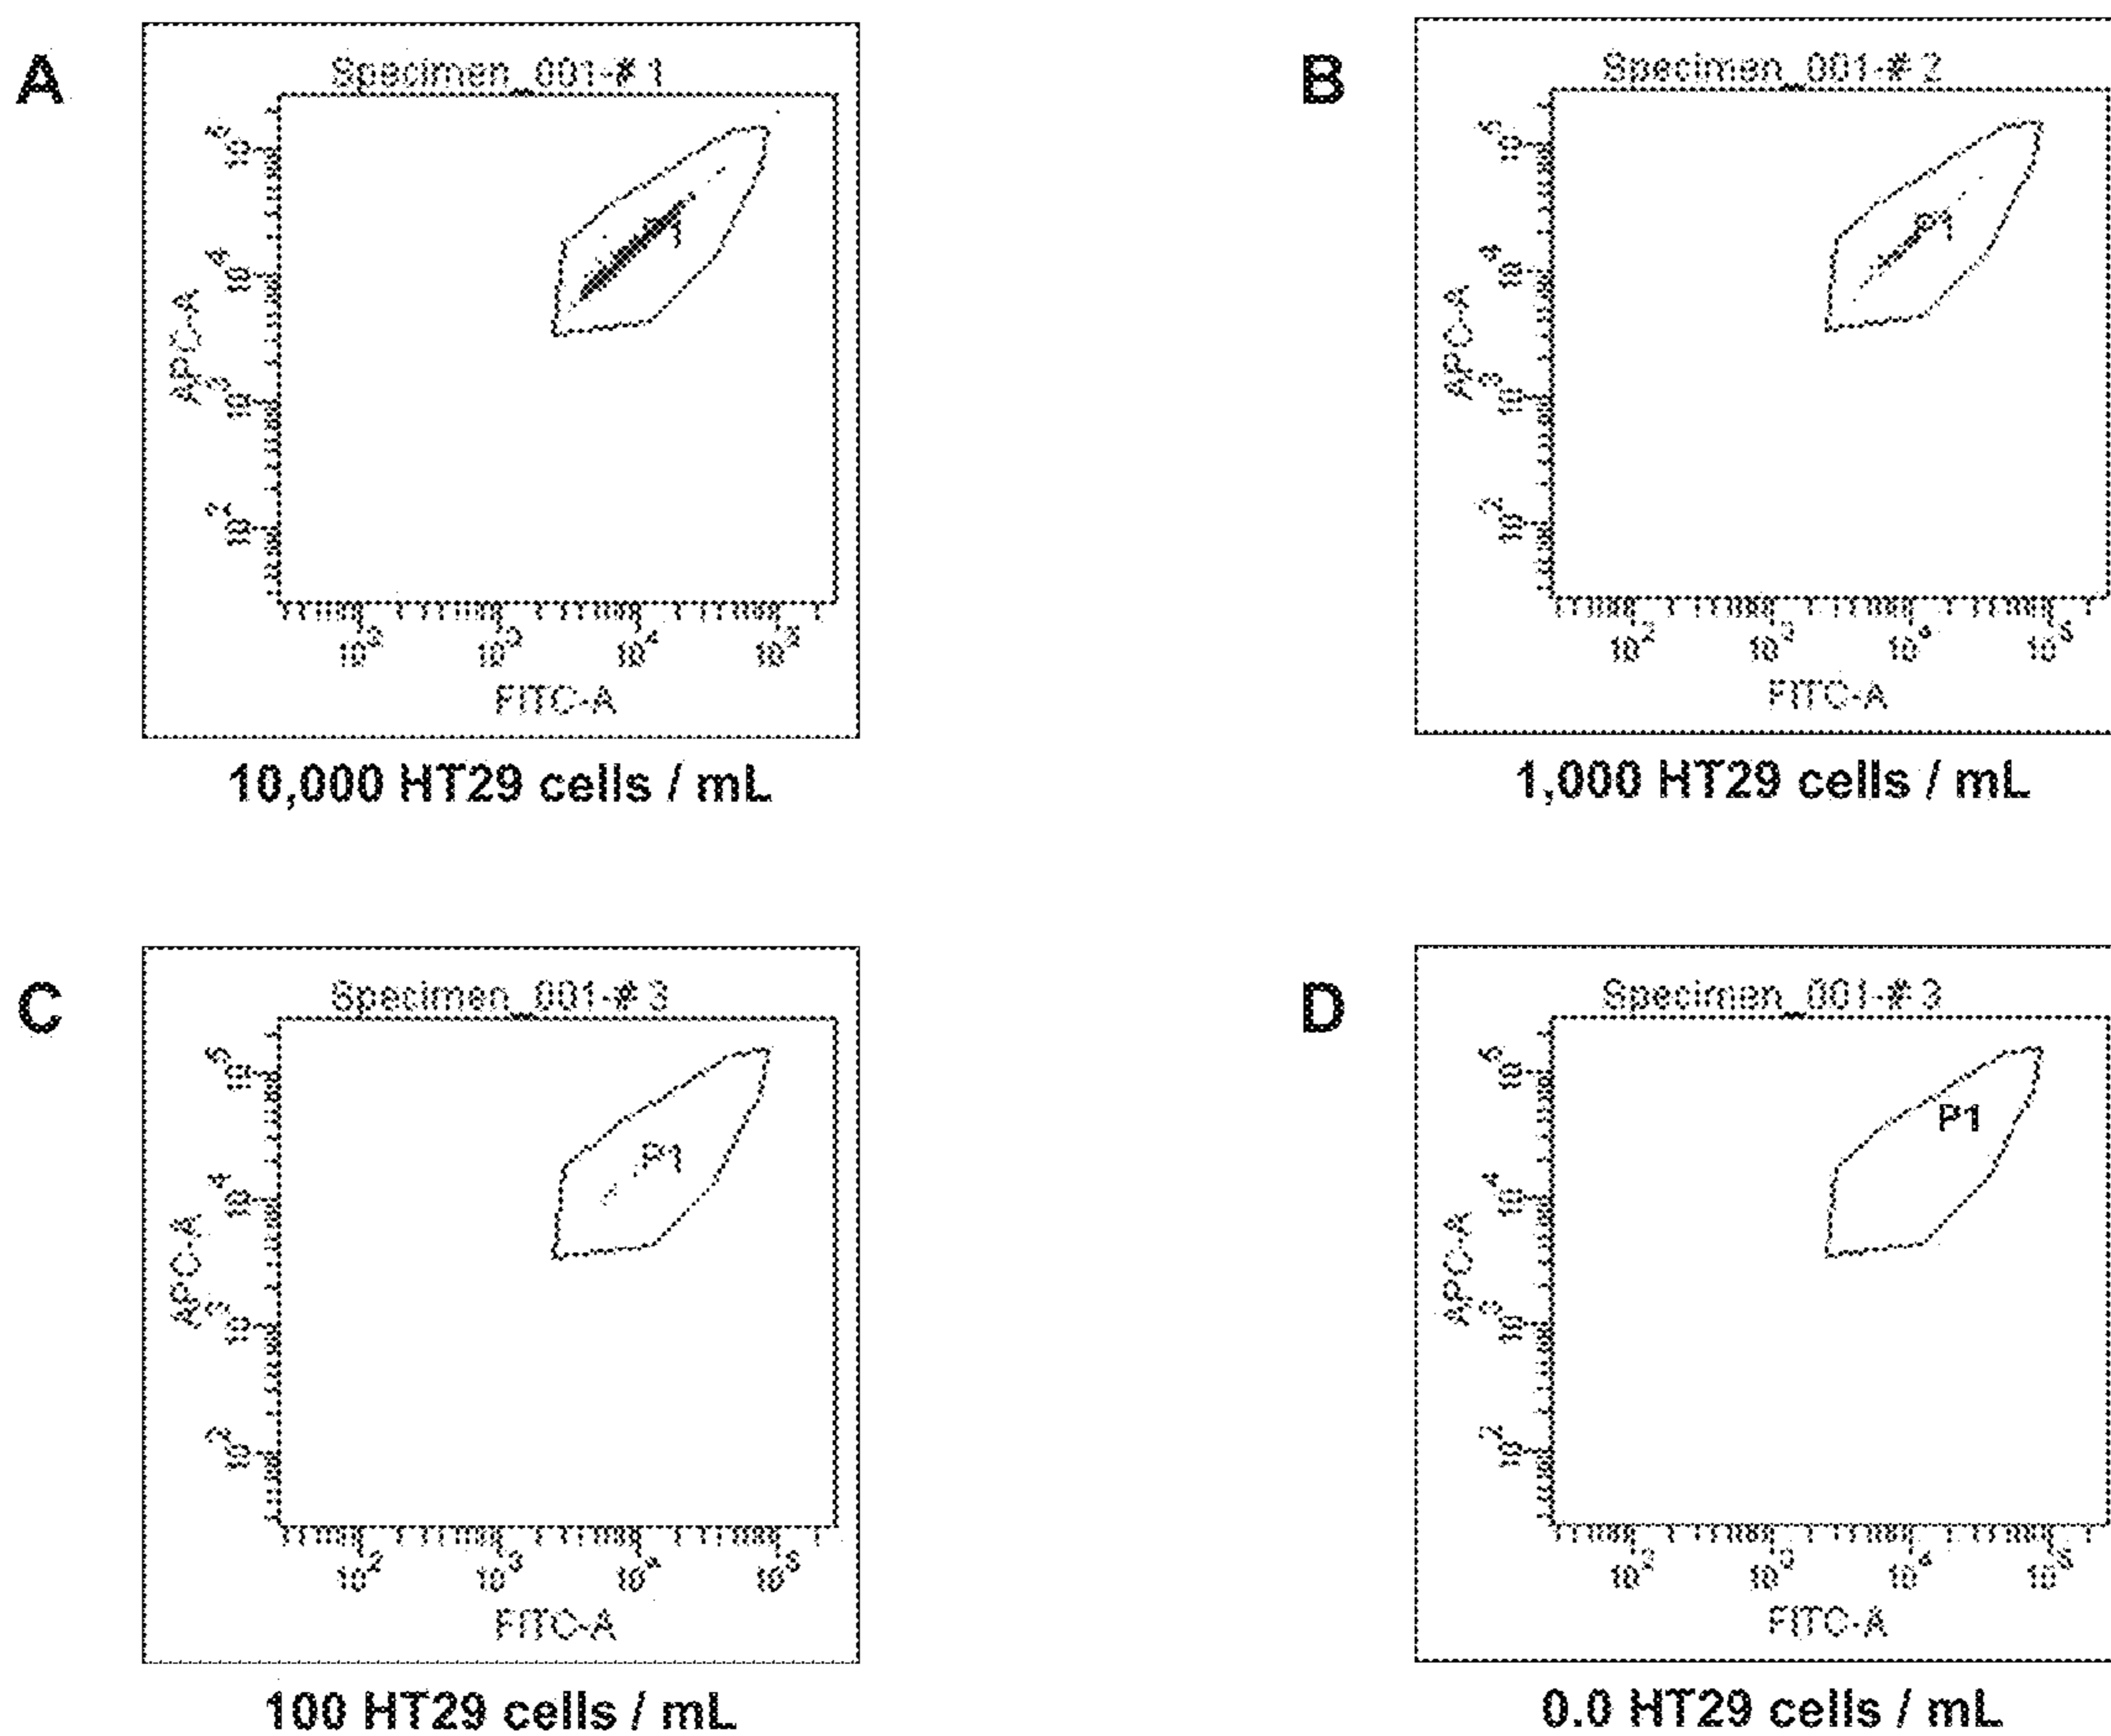 A
Specimen_001-#1
10^5
10^4
10^3
10^2
APC-A
P1
10^2 10^3 10^4 10^5
FITC-A
10,000 HT29 cells / mL
B
Specimen_001-#2
10^5
10^4
10^3
10^2
APC-A
P1
10^2 10^3 10^4 10^5
FITC-A
1,000 HT29 cells / mL
C
Specimen_001-#3
10^5
10^4
10^3
10^2
APC-A
P1
10^2 10^3 10^4 10^5
FITC-A
100 HT29 cells / mL
D
Specimen_001-#3
10^5
10^4
10^3
10^2
APC-A
P1
10^2 10^3 10^4 10^5
FITC-A
0.0 HT29 cells / mL